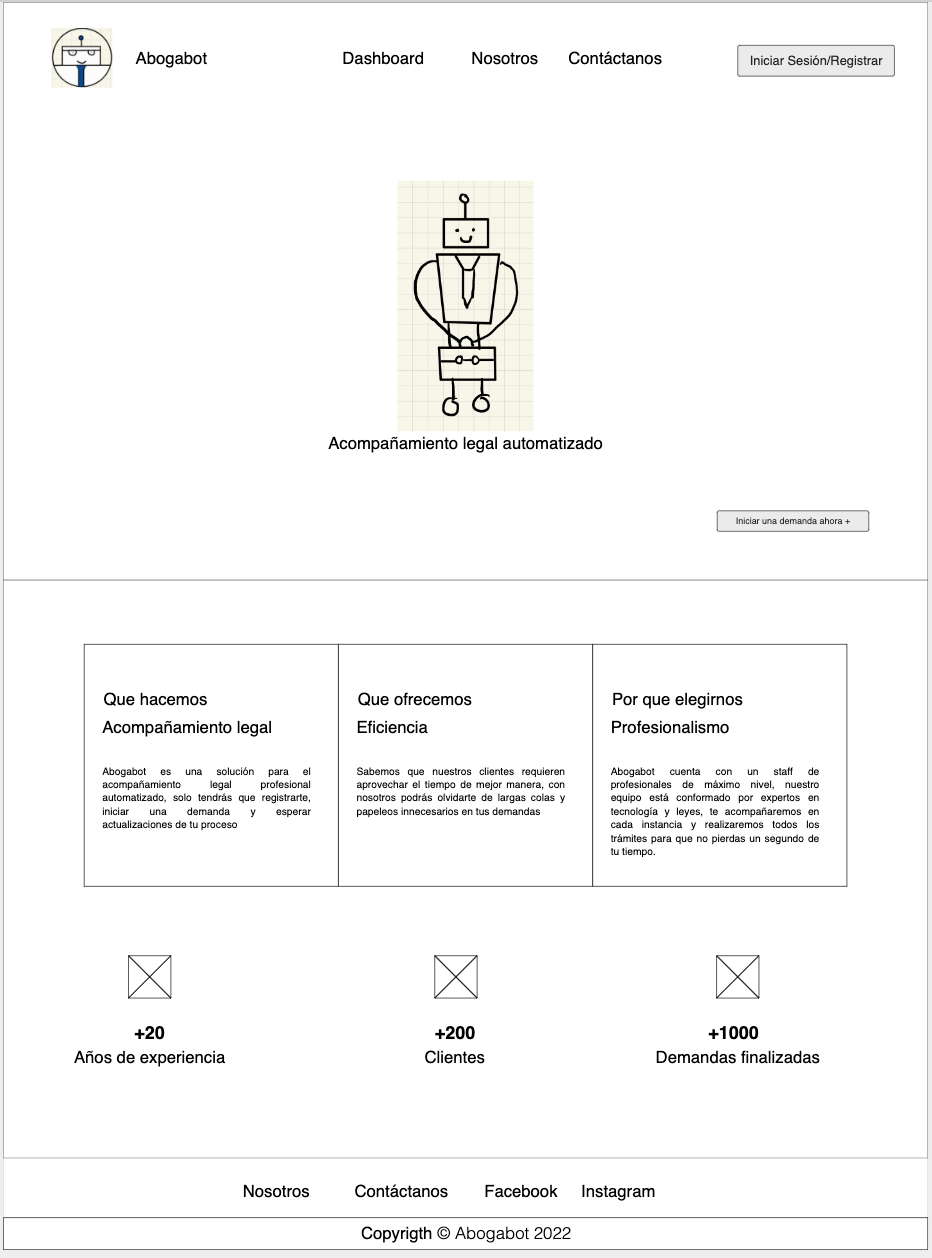 Abogabot
Dashboard
Nosotros
Contáctanos
Iniciar Sesión/Registrar
Acompañamiento legal automatizado
Iniciar una demanda ahora +
Que hacemos
Acompañamiento legal
Abogabot es una solución para el
acompañamiento legal profesional
automatizado, solo tendrás que registrarte,
iniciar una demanda y esperar
actualizaciones de tu proceso
Que ofrecemos
Eficiencia
Sabemos que nuestros clientes requieren
aprovechar el tiempo de mejor manera, con
nosotros podrás olvidarte de largas colas y
papeleos innecesarios en tus demandas
Por que elegirnos
Profesionalismo
Abogabot cuenta con un staff de
profesionales de máximo nivel, nuestro
equipo está conformado por expertos en
tecnología y leyes, te acompañaremos en
cada instancia y realizaremos todos los
trámites para que no pierdas un segundo de
tu tiempo.
+20
Años de experiencia
+200
Clientes
+1000
Demandas finalizadas
Nosotros
Contáctanos
Facebook
Instagram
Copyrigth © Abogabot 2022